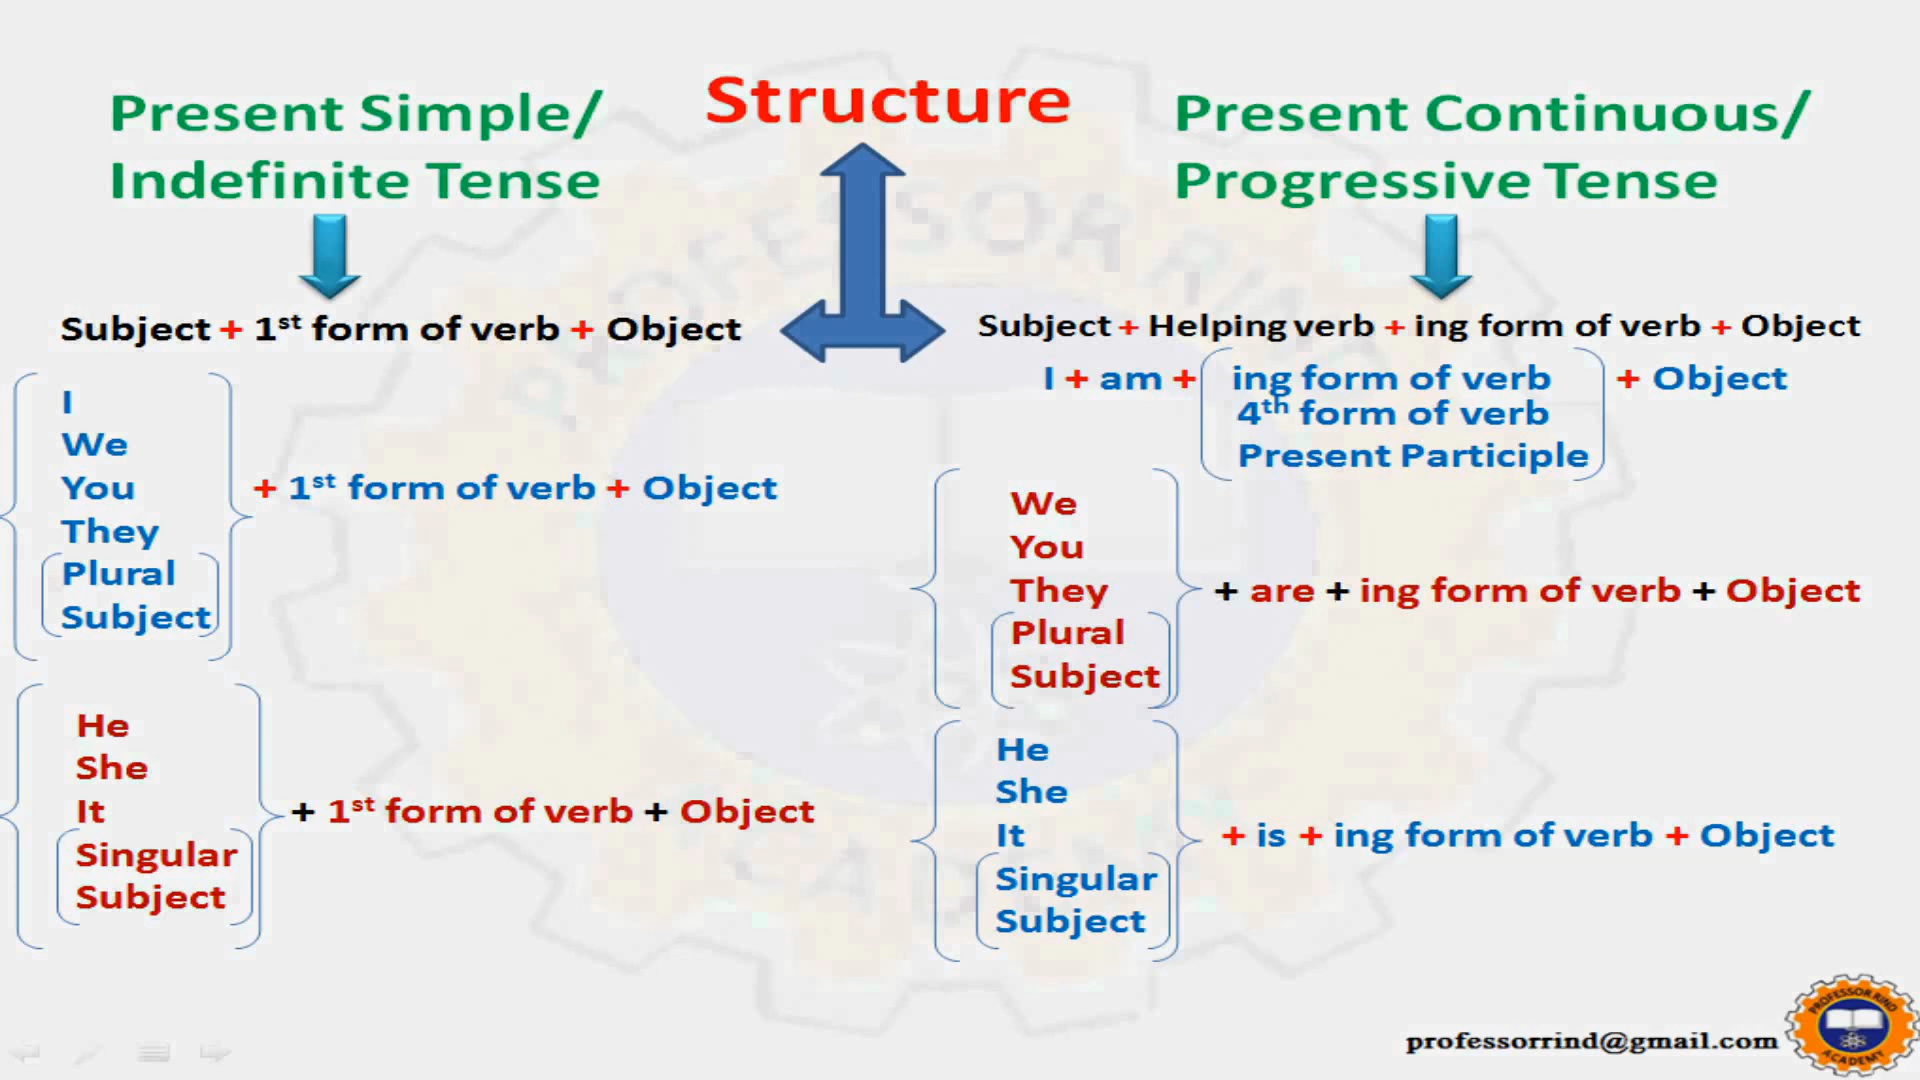 Structure
Present Simple/
Indefinite Tense
Subject + 1st form of verb + Object
I
We
You
They
Plural
Subject
+ 1st form of verb + Object
He
She
It
Singular
Subject
+ 1st form of verb + Object
Present Continuous/
Progressive Tense
Subject + Helping verb + ing form of verb + Object
I + am + ing form of verb + Object
4th form of verb
Present Participle
We
You
They
Plural
Subject
+ are + ing form of verb + Object
He
She
It
Singular
Subject
+ is + ing form of verb + Object
professorrind@gmail.com
PROFESSOR RIND
ACADEMY